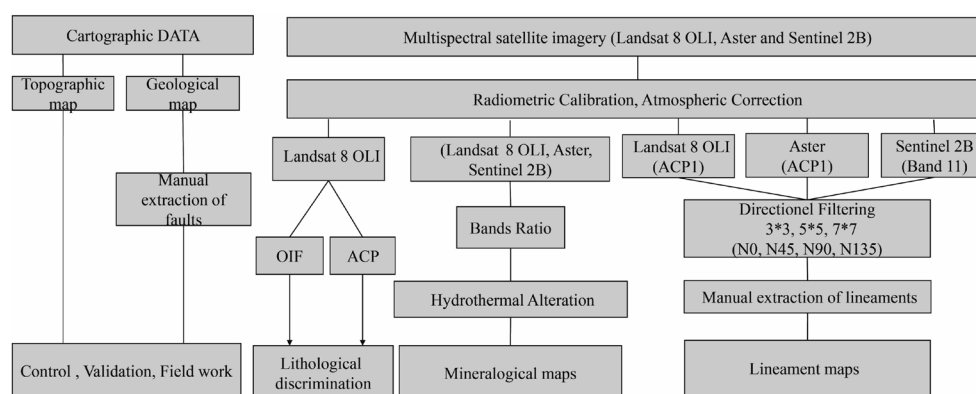 Cartographic DATA
Multispectral satellite imagery (Landsat 8 OLI, Aster and Sentinel 2B)
Topographic
map
Geological
map
Radiometric Calibration, Atmospheric Correction
Landsat 8 OLI
(Landsat 8 OLI, Aster,
Sentinel 2B)
Landsat 8 OLI
(ACP1)
Aster
(ACP1)
Sentinel 2B
(Band 11)
Manual
extraction of
faults
Bands Ratio
Directionel Filtering
3*3, 5*5, 7*7
(N0, N45, N90, N135)
OIF
ACP
Hydrothermal Alteration
Manual extraction of lineaments
Control , Validation, Field work
Lithological
discrimination
Mineralogical maps
Lineament maps